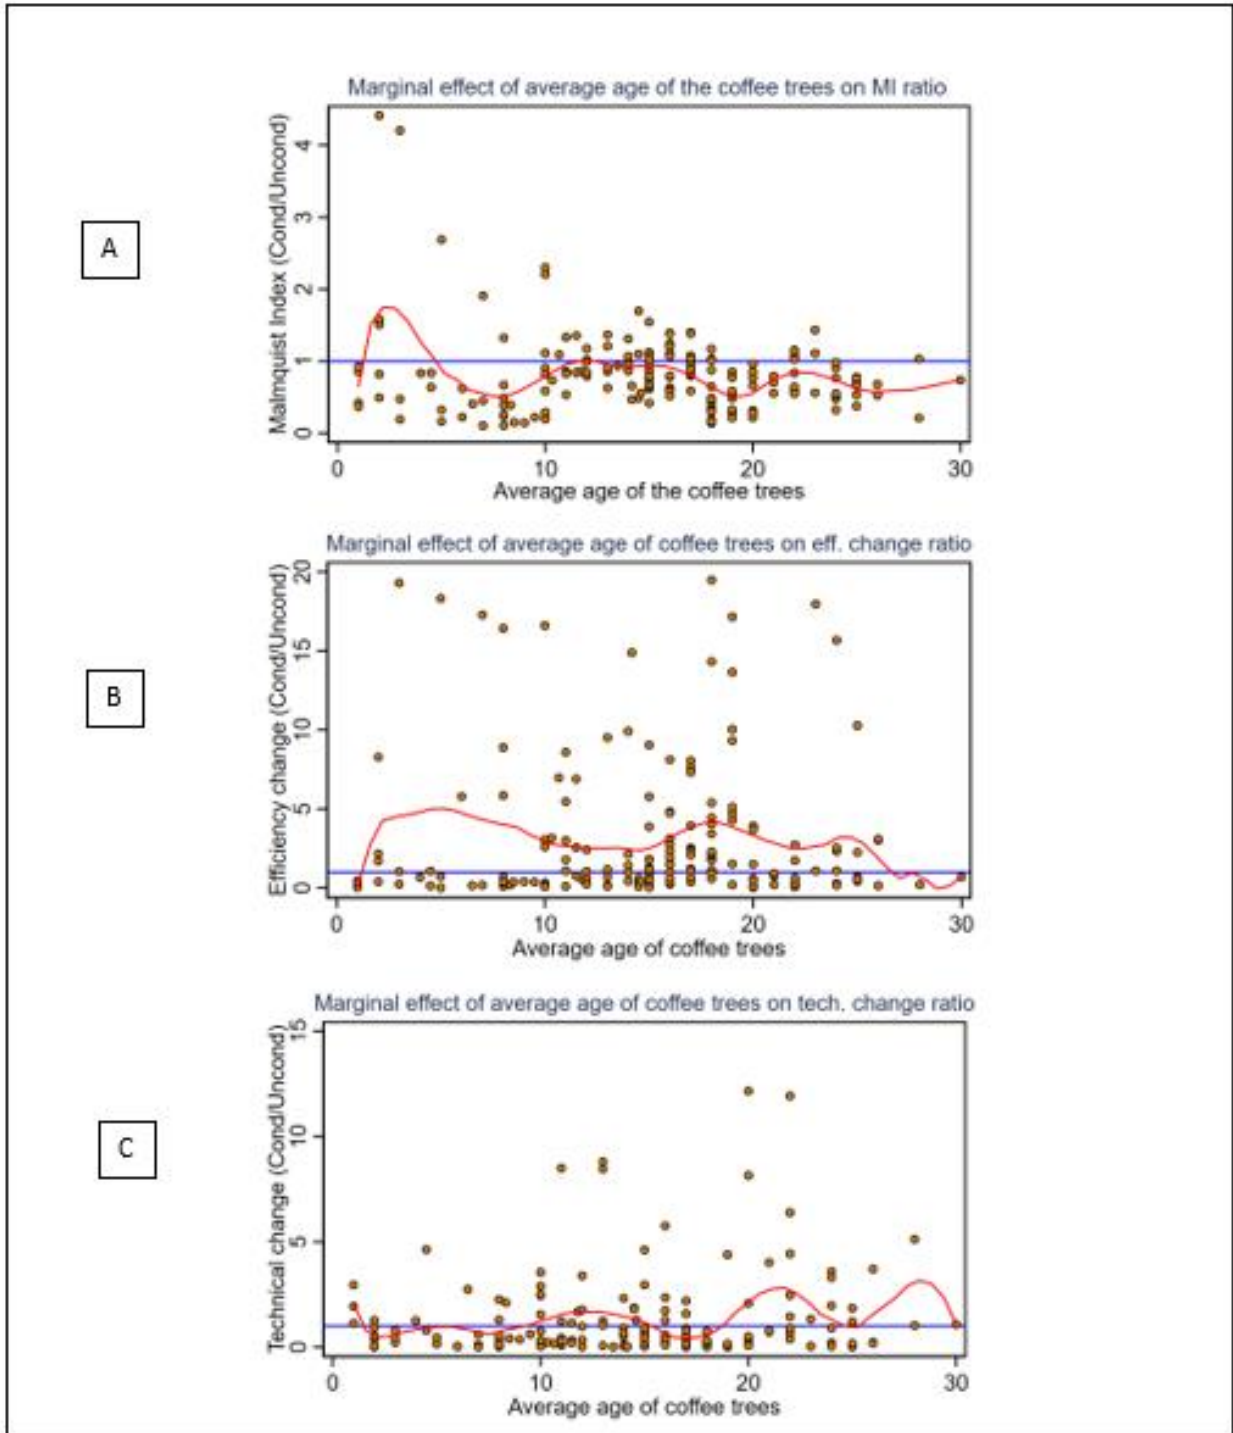 Marginal effect of average age of the coffee trees on MI ratio
A
Malmquist Index (Cond/Uncond)
4
3
2
1
0
0 10 20 30
Average age of the coffee trees
Marginal effect of average age of coffee trees on eff. change ratio
B
Efficiency change (Cond/Uncond)
20
15
10
5
0
0 10 20 30
Average age of coffee trees
Marginal effect of average age of coffee trees on tech. change ratio
C
Technical change (Cond/Uncond)
15
10
5
0
0 10 20 30
Average age of coffee trees